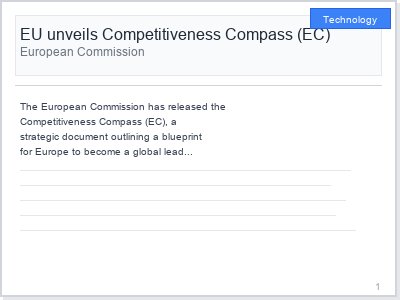 Technology
EU unveils Competitiveness Compass (EC)
European Commission
The European Commission has released the
Competitiveness Compass (EC), a
strategic document outlining a blueprint
for Europe to become a global lead...
1